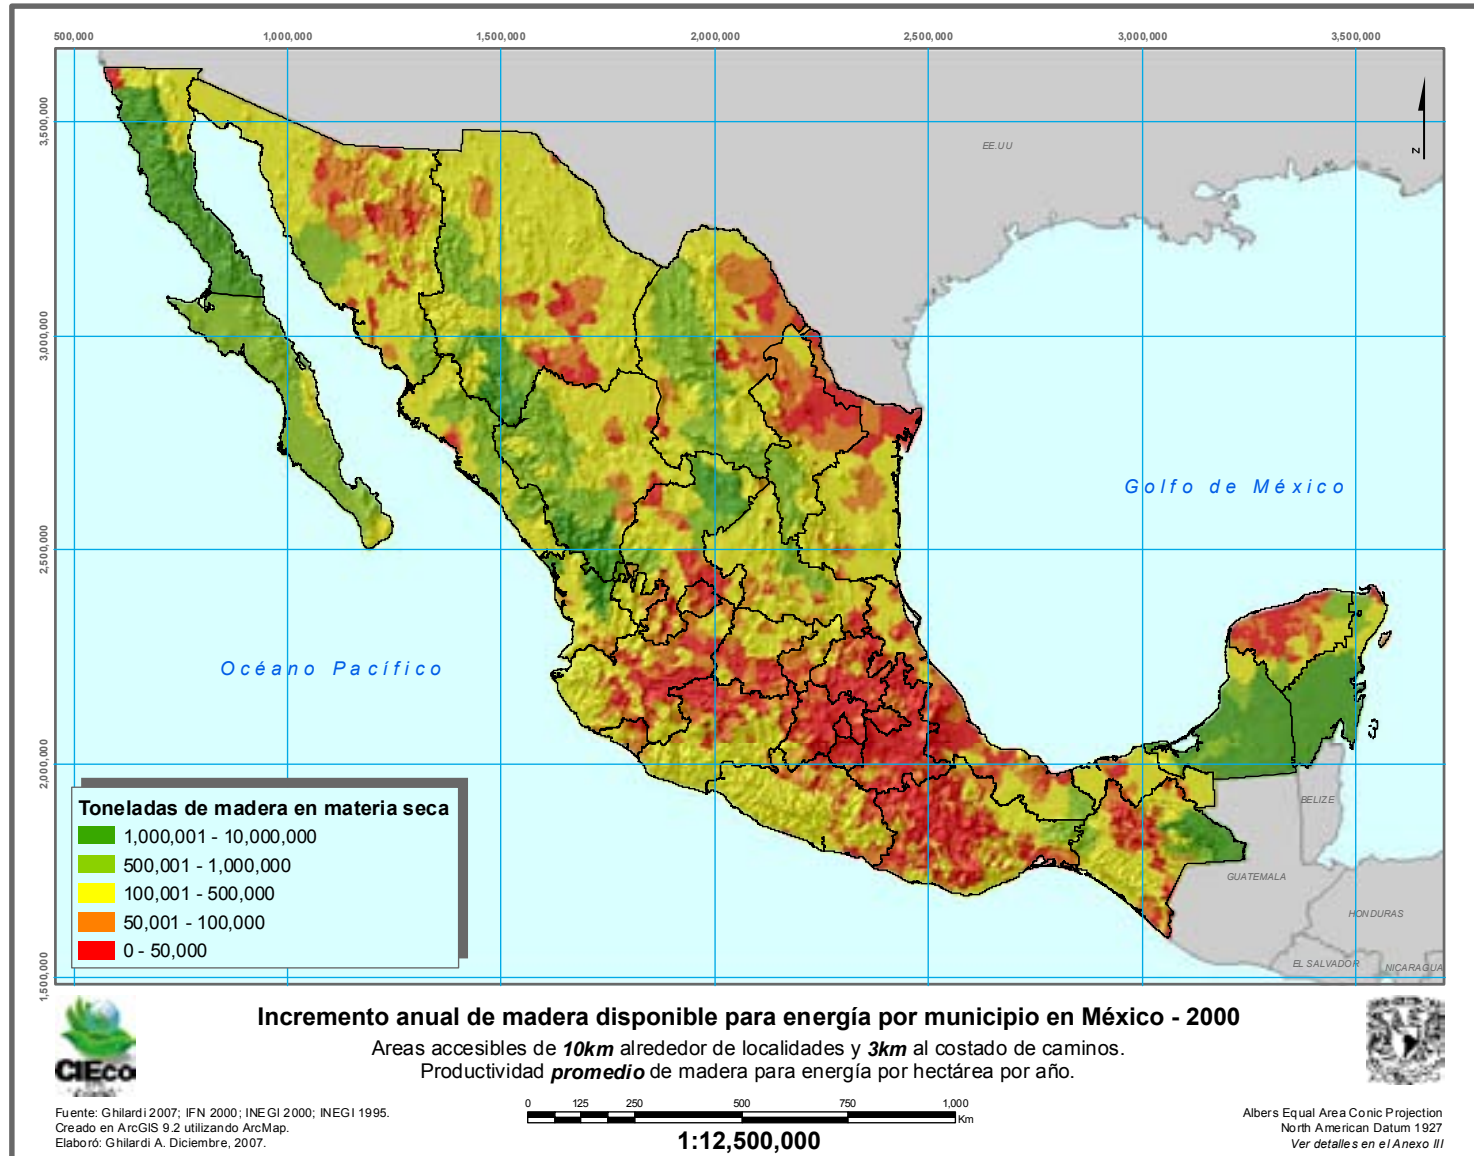 500,000
1,000,000
1,500,000
2,000,000
2,500,000
3,000,000
3,500,000
3,500,000
3,000,000
2,500,000
2,000,000
1,500,000
EE.UU
N
Golfo de México
Océano Pacífico
BELIZE
GUATEMALA
HONDURAS
EL SALVADOR
NICARAGUA
Toneladas de madera en materia seca
1,000,001 - 10,000,000
500,001 - 1,000,000
100,001 - 500,000
50,001 - 100,000
0 - 50,000
CIEco
Incremento anual de madera disponible para energía por municipio en México - 2000
Areas accesibles de 10km alrededor de localidades y 3km al costado de caminos.
Productividad promedio de madera para energía por hectárea por año.
Fuente: Ghilardi 2007; IFN 2000; INEGI 2000; INEGI 1995.
Creado en ArcGIS 9.2 utilizando ArcMap.
Elaboró: Ghilardi A. Diciembre, 2007.
0 125 250 500 750 1,000
Km
1:12,500,000
Albers Equal Area Conic Projection
North American Datum 1927
Ver detalles en el Anexo III